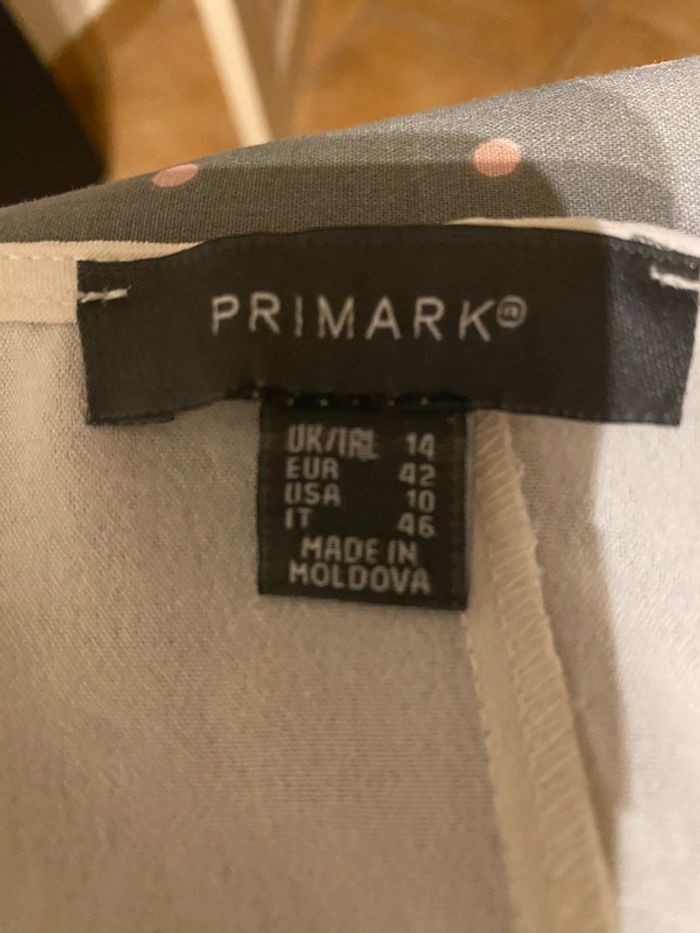 PRIMARK®
UK/IRL 14
EUR 42
USA 10
IT 46
MADE IN
MOLDOVA